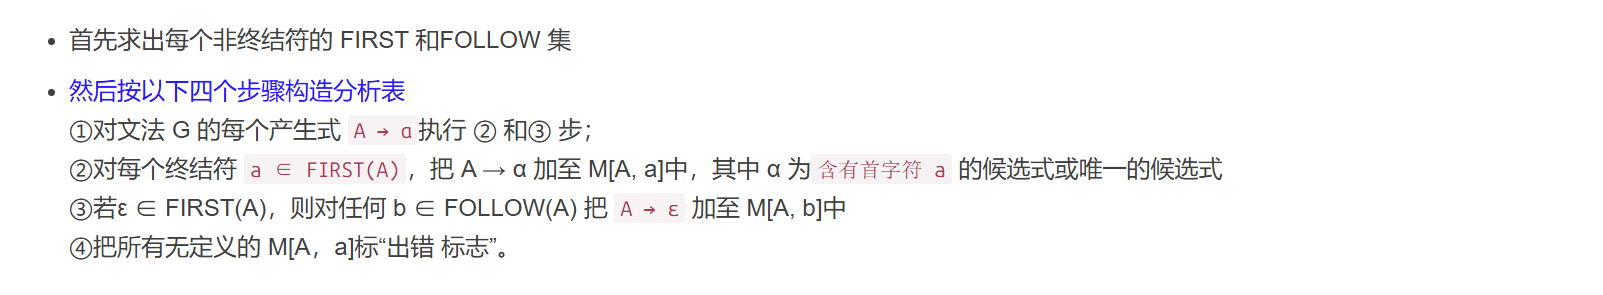 • 首先求出每个非终结符的 FIRST 和FOLLOW 集
• 然后按以下四个步骤构造分析表
①对文法 G 的每个产生式 A → α执行 ② 和③ 步；
②对每个终结符 a ∈ FIRST(A)，把 A → α 加至 M[A, a]中，其中 α 为含有首字符 a 的候选式或唯一的候选式
③若ε ∈ FIRST(A)，则对任何 b ∈ FOLLOW(A) 把 A → ε 加至 M[A, b]中
④把所有无定义的 M[A，a]标“出错 标志”。